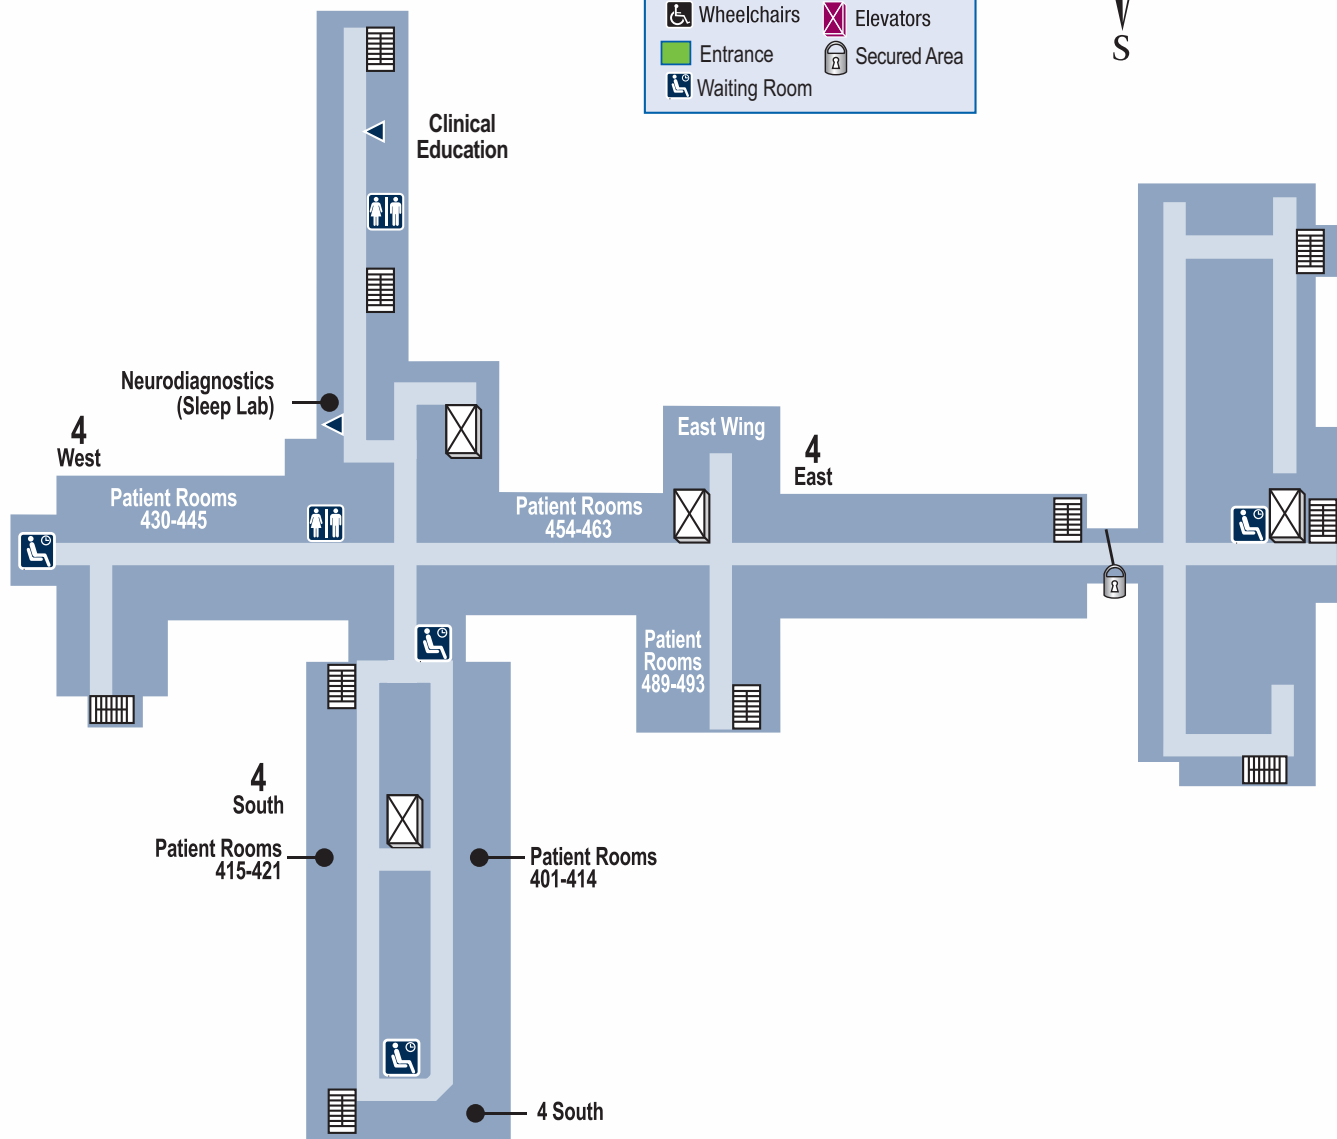 Wheelchairs
Elevators
Entrance
Secured Area
Waiting Room
S
Clinical
Education
Neurodiagnostics
(Sleep Lab)
4
West
Patient Rooms
430-445
East Wing
4
East
Patient Rooms
454-463
Patient
Rooms
489-493
4
South
Patient Rooms
415-421
Patient Rooms
401-414
4 South